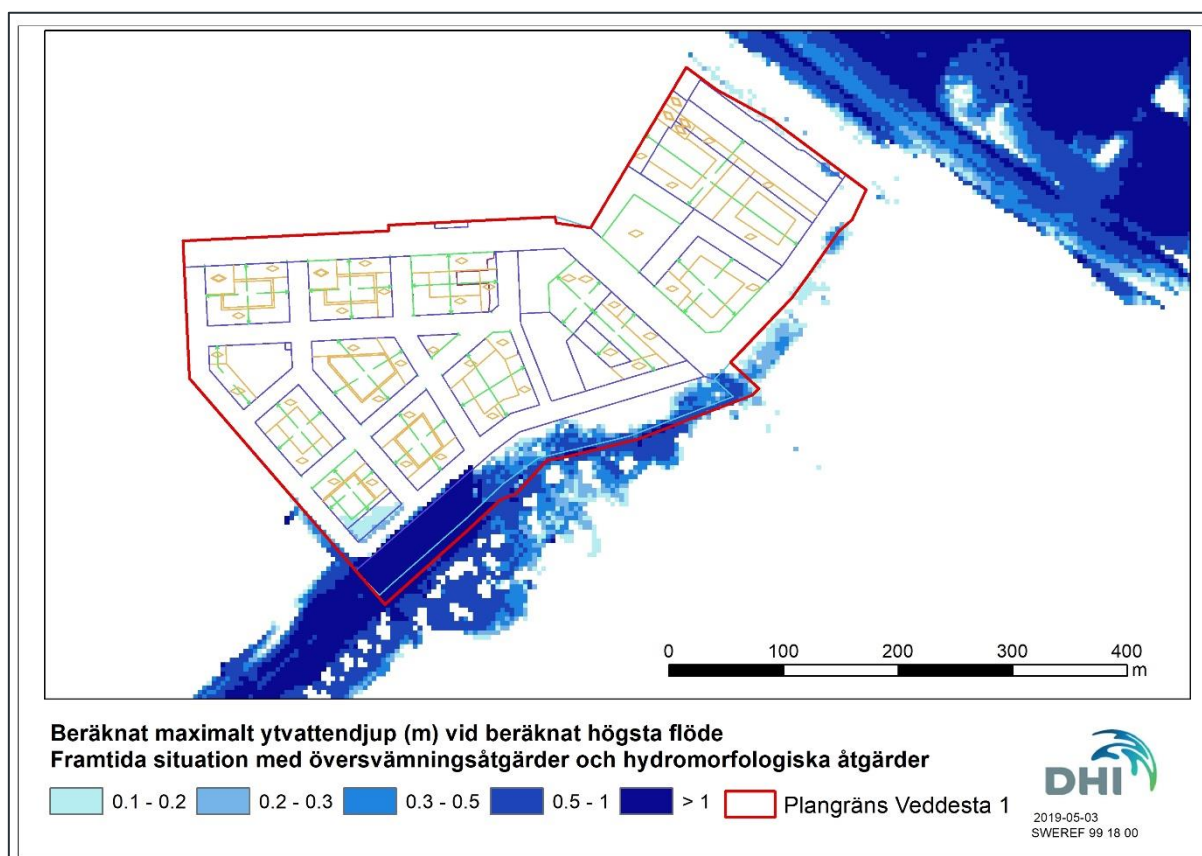 0 100 200 300 400
m
Beräknat maximalt ytvattendjup (m) vid beräknat högsta flöde
Framtida situation med översvämningsåtgärder och hydromorfologiska åtgärder
0.1 - 0.2 0.2 - 0.3 0.3 - 0.5 0.5 - 1 > 1 Plangräns Veddesta 1
DHI
2019-05-03
SWEREF 99 18 00